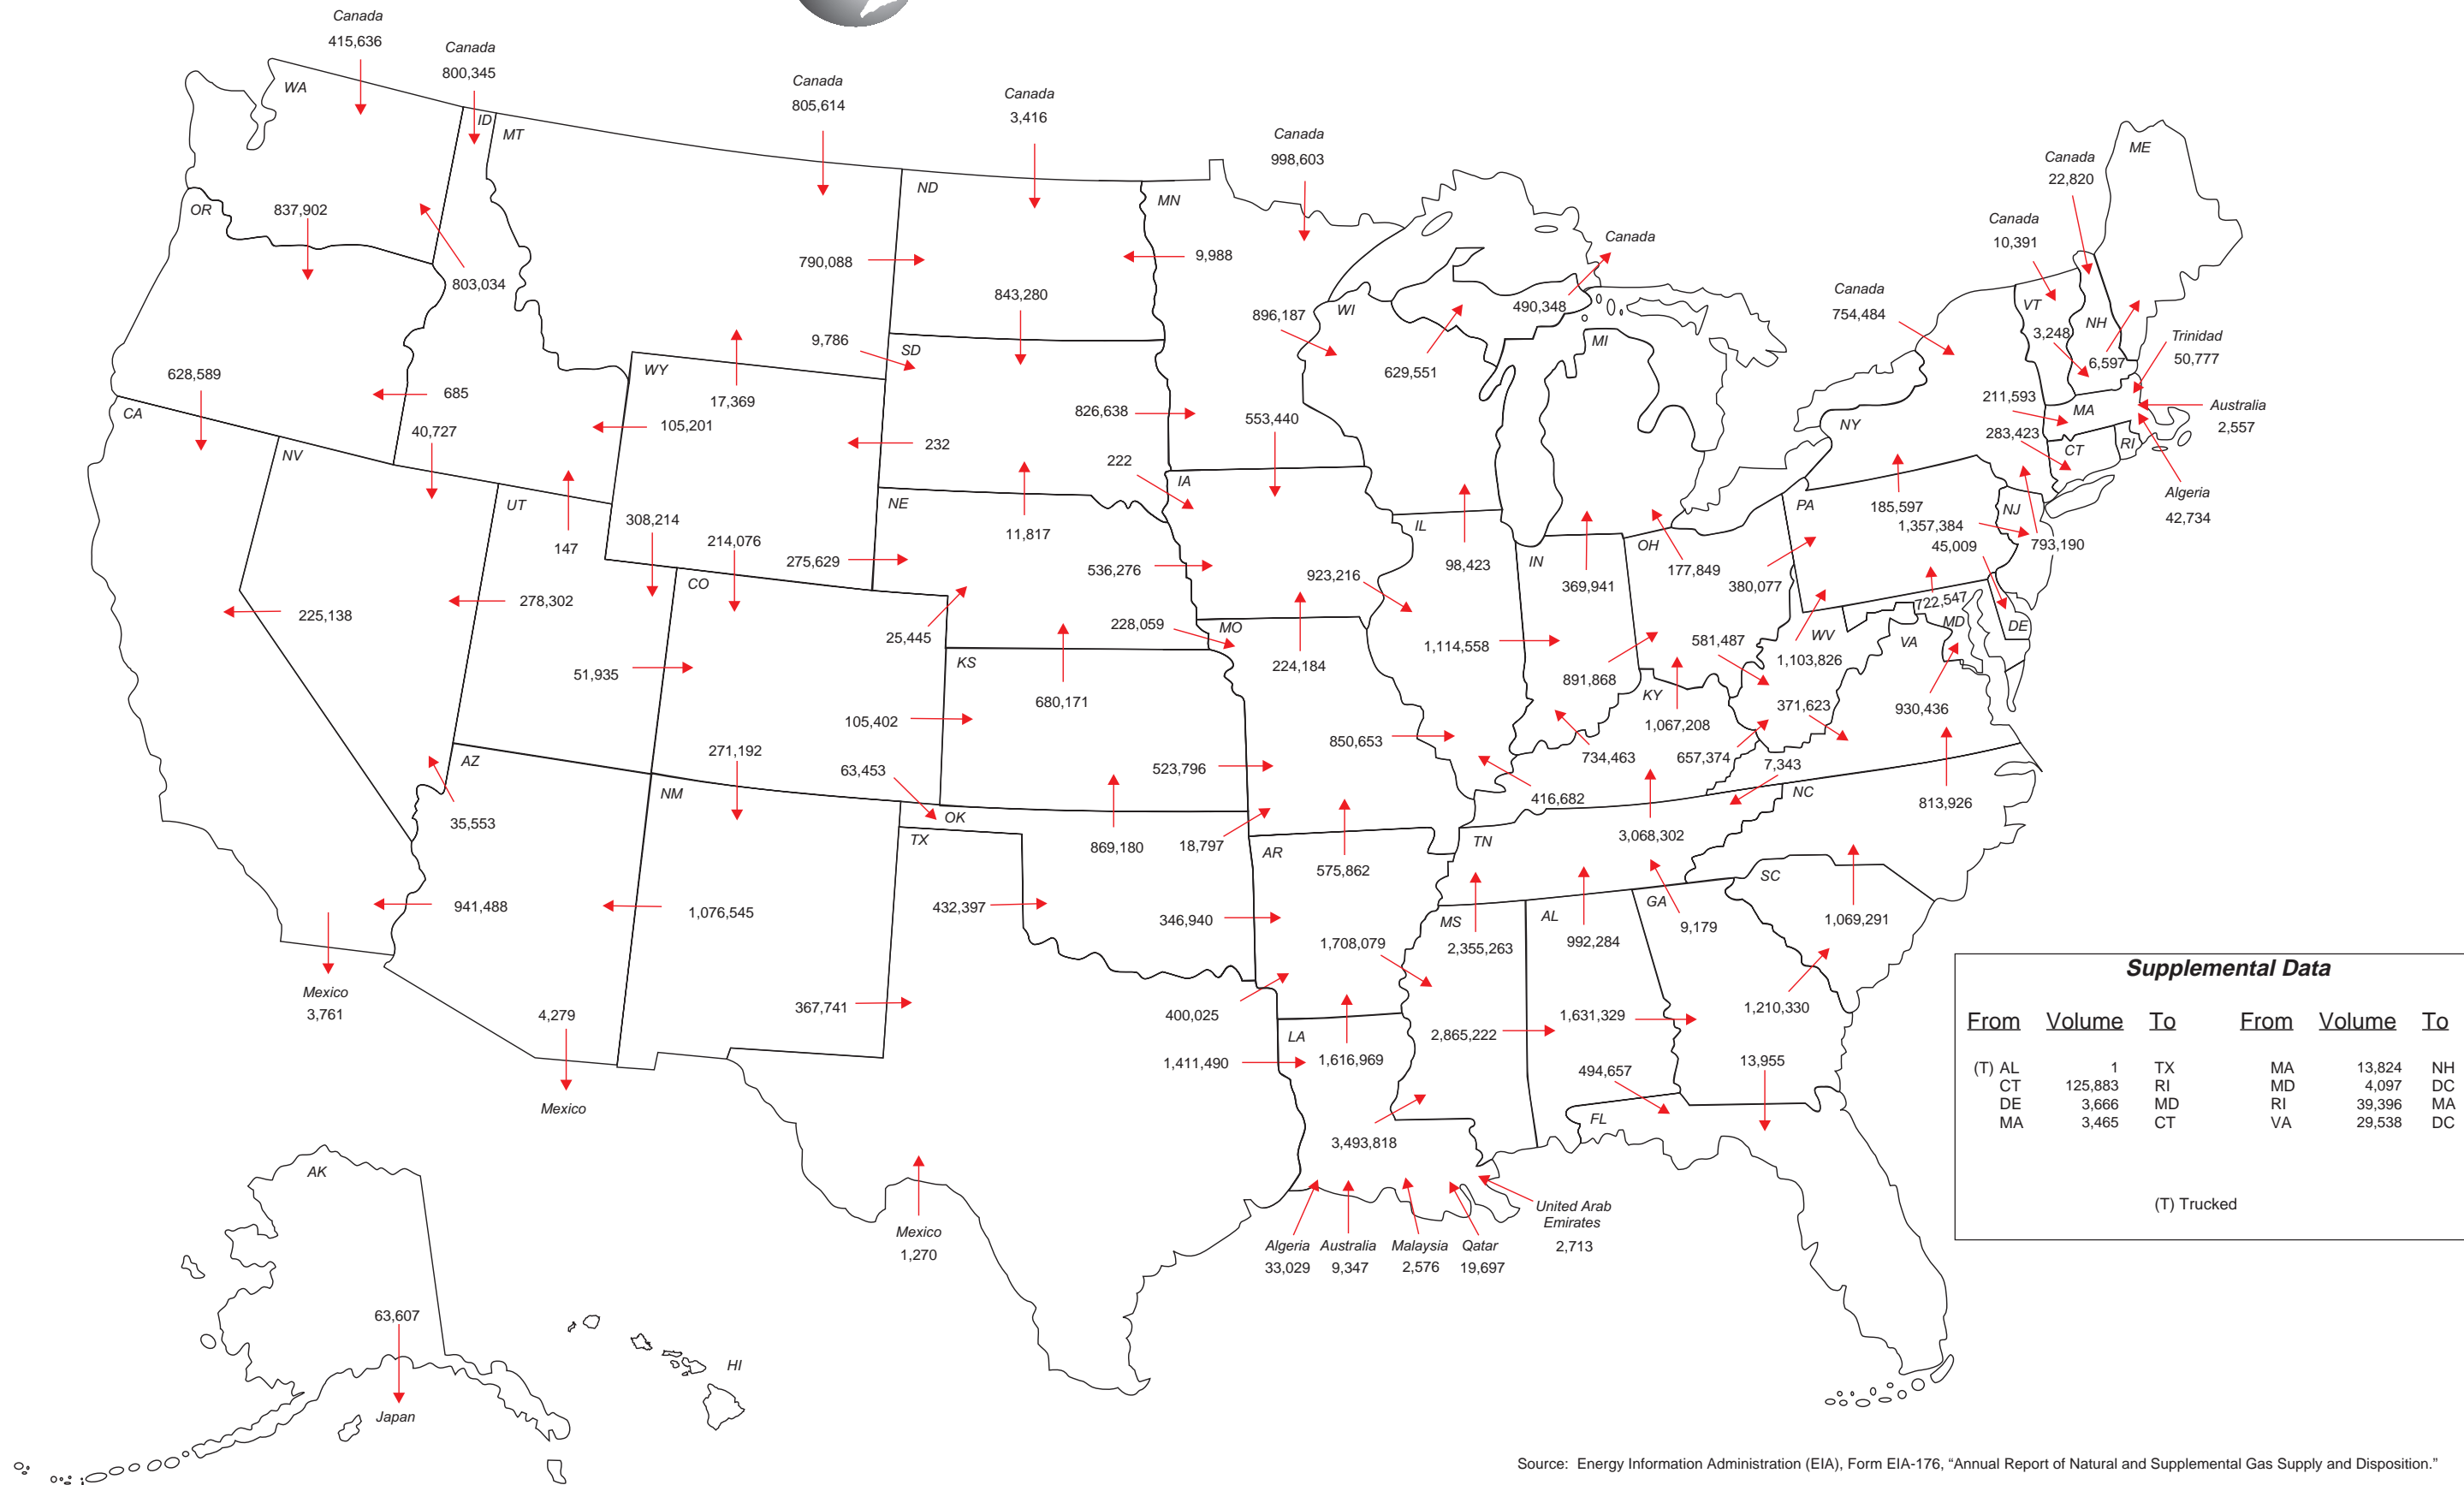 Canada
415,636
Canada
800,345
Canada
805,614
Canada
3,416
Canada
998,603
Canada
Canada
22,820
Canada
10,391
Canada
754,484
Trinidad
50,777
Australia
2,557
Algeria
42,734
WA
ID
MT
ND
MN
ME
OR
837,902
803,034
790,088
9,988
843,280
896,187
WI
490,348
629,551
MI
VT
3,248
NH
6,597
9,786
SD
WY
17,369
628,589
685
CA
40,727
105,201
232
826,638
553,440
211,593
MA
NY
283,423
CT
RI
NV
UT
147
308,214
214,076
275,629
NE
11,817
222
IA
536,276
IL
98,423
923,216
IN
369,941
OH
177,849
380,077
PA
185,597
1,357,384
45,009
NJ
793,190
225,138
278,302
CO
25,445
228,059
MO
224,184
1,114,558
891,868
581,487
WV
1,103,826
722,547
MD
DE
VA
51,935
KS
680,171
105,402
KY
1,067,208
371,623
930,436
271,192
63,453
523,796
850,653
734,463
657,374
7,343
AZ
35,553
NM
OK
TX
869,180
18,797
AR
575,862
416,682
TN
3,068,302
NC
813,926
941,488
1,076,545
432,397
346,940
1,708,079
MS
2,355,263
AL
992,284
GA
9,179
SC
1,069,291
Mexico
3,761
4,279
Mexico
367,741
400,025
1,411,490
LA
1,616,969
2,865,222
1,631,329
1,210,330
494,657
13,955
FL
3,493,818
Mexico
1,270
Algeria
33,029
Australia
9,347
Malaysia
2,576
Qatar
19,697
United Arab
Emirates
2,713
AK
63,607
Japan
HI
Supplemental Data
From Volume To From Volume To
(T) AL 1 TX MA 13,824 NH
CT 125,883 RI MD 4,097 DC
DE 3,666 MD RI 39,396 MA
MA 3,465 CT VA 29,538 DC
(T) Trucked
Source: Energy Information Administration (EIA), Form EIA-176, “Annual Report of Natural and Supplemental Gas Supply and Disposition.”